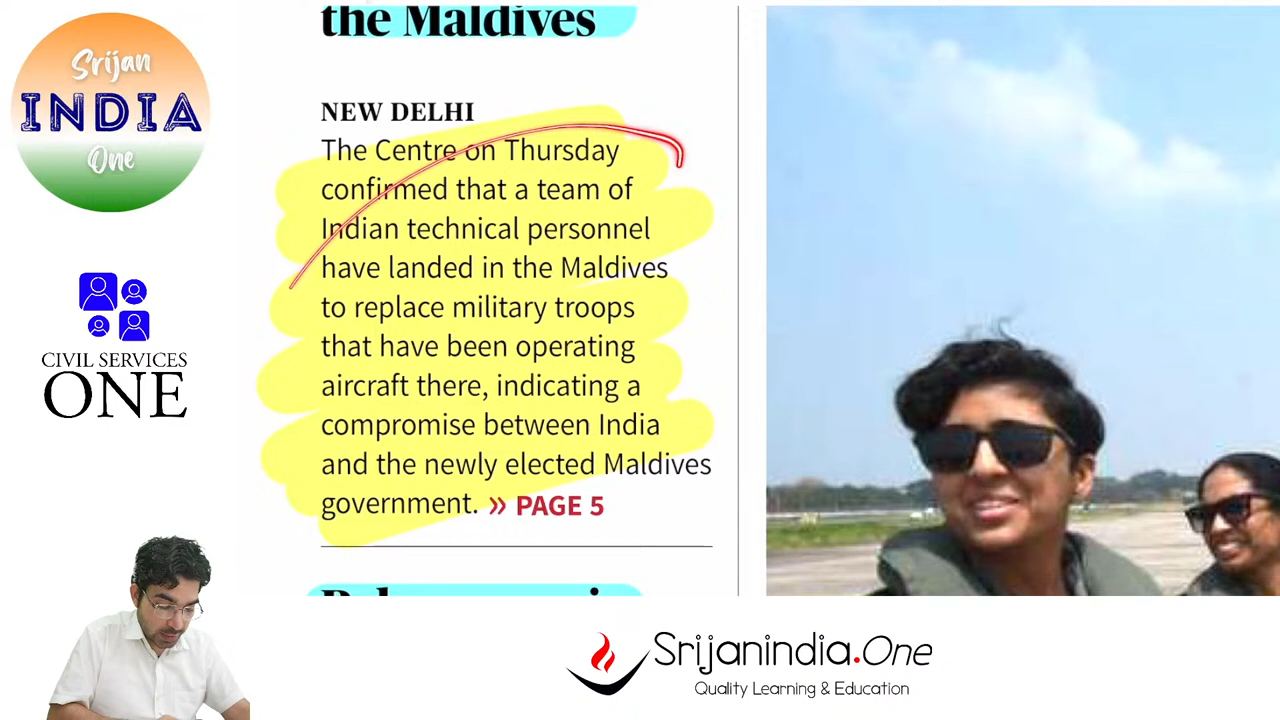 the Maldives
NEW DELHI
The Centre on Thursday
confirmed that a team of
Indian technical personnel
have landed in the Maldives
to replace military troops
that have been operating
aircraft there, indicating a
compromise between India
and the newly elected Maldives
government. » PAGE 5
Srijan
INDIA
One
CIVIL SERVICES
ONE
Srijanindia.One
Quality Learning & Education